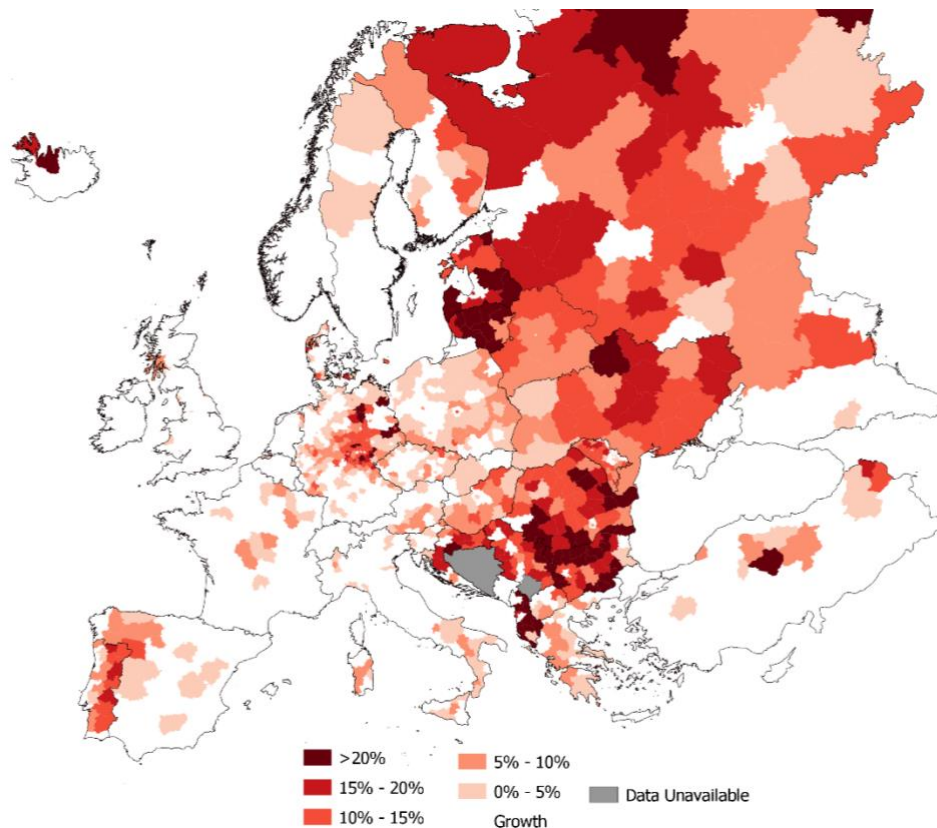 >20%
15% - 20%
10% - 15%
5% - 10%
0% - 5%
Growth
Data Unavailable